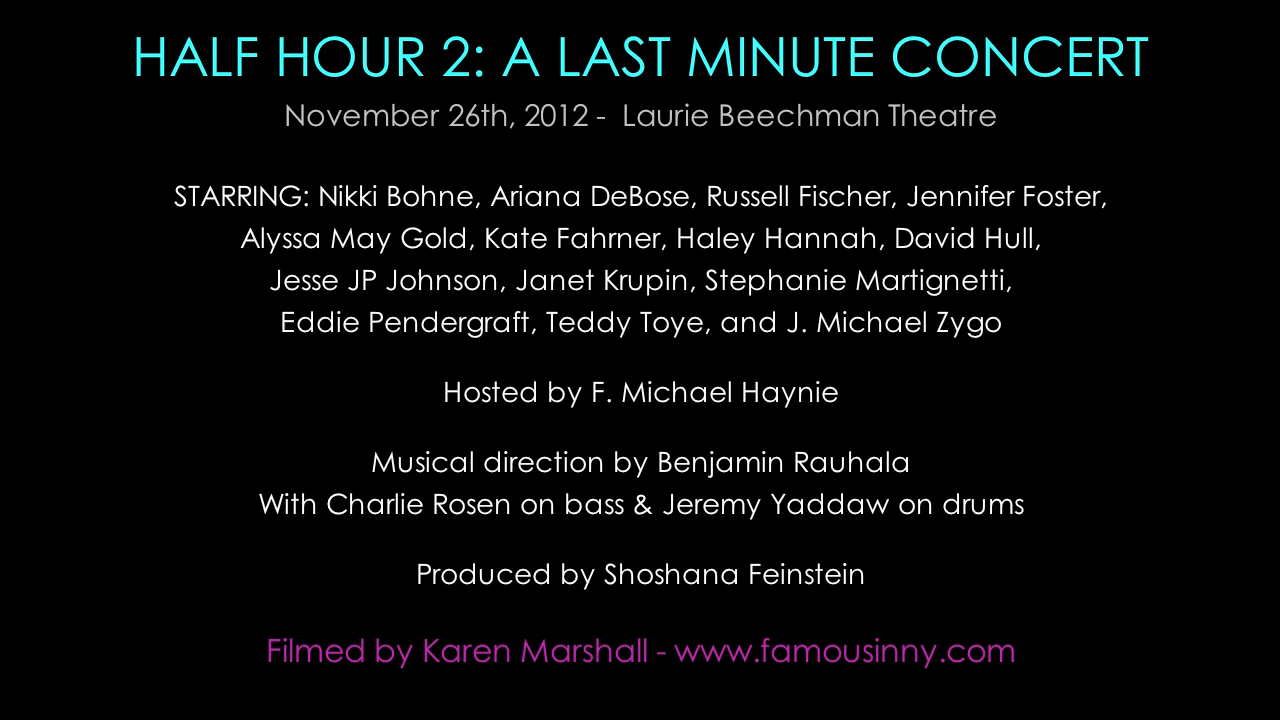 HALF HOUR 2: A LAST MINUTE CONCERT
November 26th, 2012 - Laurie Beechman Theatre
STARRING: Nikki Bohne, Ariana DeBose, Russell Fischer, Jennifer Foster,
Alyssa May Gold, Kate Fahrner, Haley Hannah, David Hull,
Jesse JP Johnson, Janet Krupin, Stephanie Martignetti,
Eddie Pendergraft, Teddy Toye, and J. Michael Zygo
Hosted by F. Michael Haynie
Musical direction by Benjamin Rauhala
With Charlie Rosen on bass & Jeremy Yaddaw on drums
Produced by Shoshana Feinstein
Filmed by Karen Marshall - www.famousinny.com